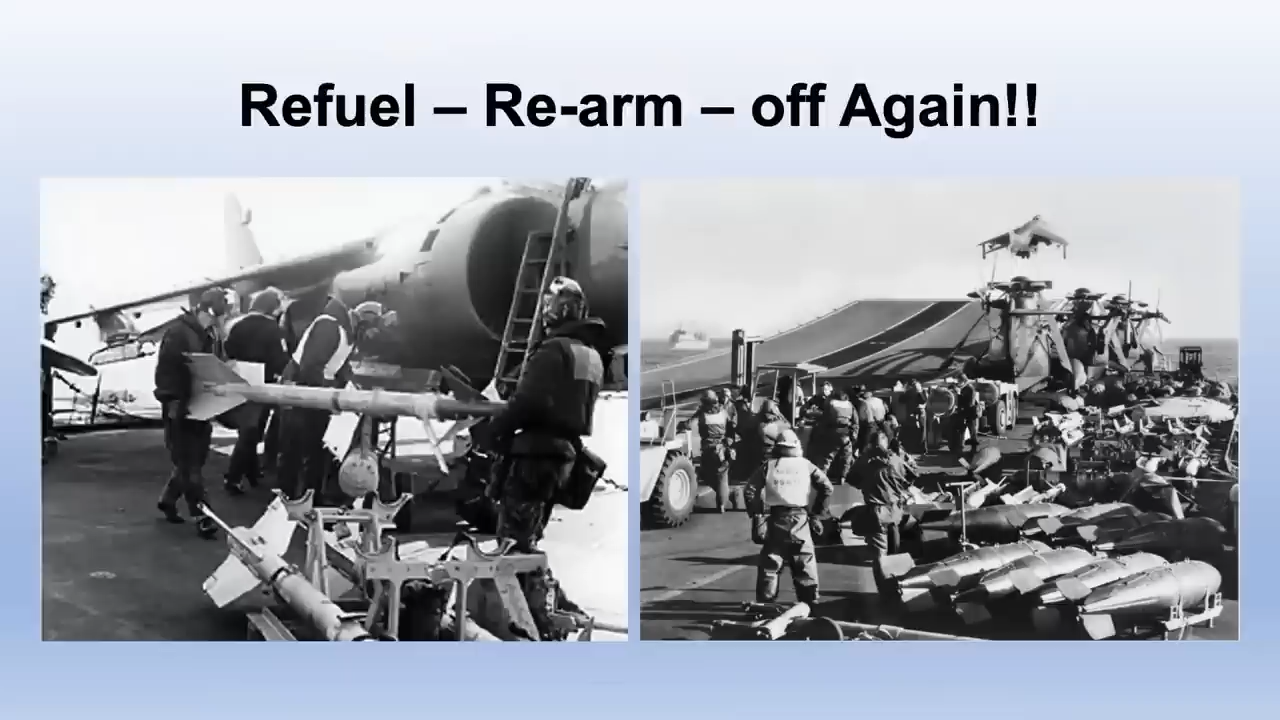 Refuel – Re-arm – off Again!!